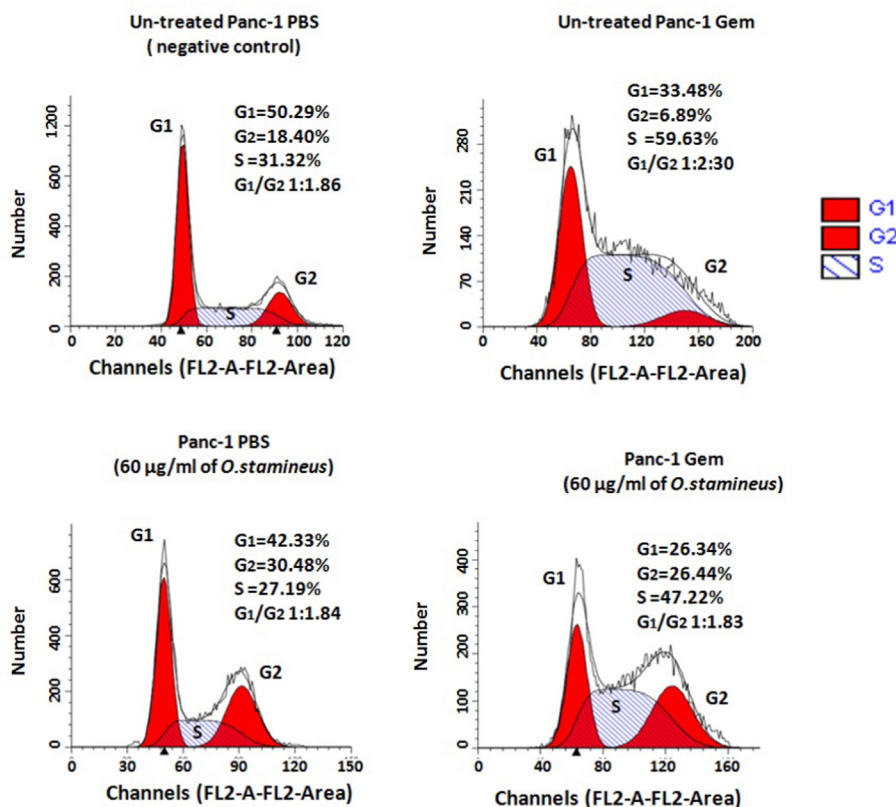 Un-treated Panc-1 PBS
( negative control)
G1=50.29%
G2=18.40%
S =31.32%
G1/G2 1:1.86
G1
G2
S
Number
1200
800
600
400
200
0
0 20 40 60 80 100 120
Channels (FL2-A-FL2-Area)
Un-treated Panc-1 Gem
G1=33.48%
G2=6.89%
S =59.63%
G1/G2 1:2:30
G1
S
G2
Number
280
210
140
70
0
0 40 80 120 160 200
Channels (FL2-A-FL2-Area)
G1
G2
S
Panc-1 PBS
(60 µg/ml of O.stamineus)
G1=42.33%
G2=30.48%
S =27.19%
G1/G2 1:1.84
G1
G2
S
Number
600
400
200
0
0 30 60 90 120 150
Channels (FL2-A-FL2-Area)
Panc-1 Gem
(60 µg/ml of O.stamineus)
G1=26.34%
G2=26.44%
S =47.22%
G1/G2 1:1.83
G1
S
G2
Number
400
300
200
100
0
0 40 80 120 160
Channels (FL2-A-FL2-Area)